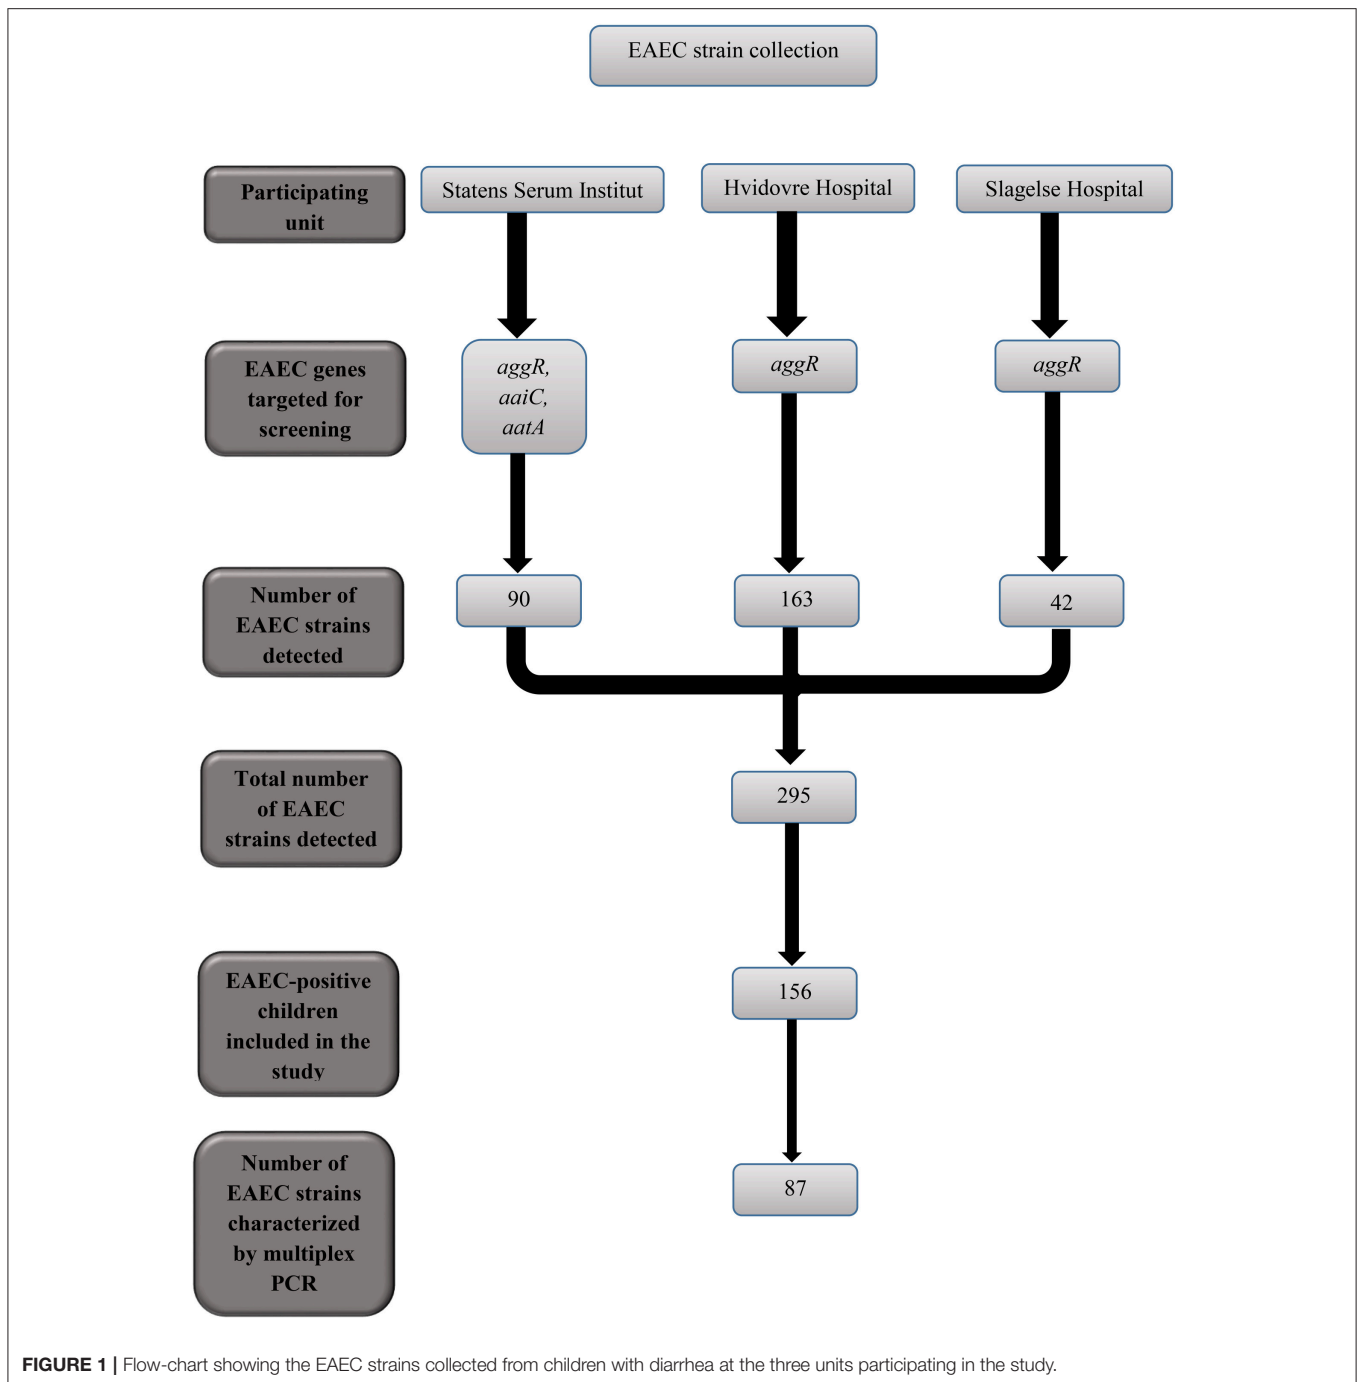 EAEC strain collection
Participating
unit
Statens Serum Institut
Hvidovre Hospital
Slagelse Hospital
EAEC genes
targeted for
screening
aggR,
aaiC,
aatA
aggR
aggR
Number of
EAEC strains
detected
90
163
42
Total number
of EAEC
strains detected
295
EAEC-positive
children
included in the
study
156
Number of
EAEC strains
characterized
by multiplex
PCR
87
FIGURE 1 | Flow-chart showing the EAEC strains collected from children with diarrhea at the three units participating in the study.